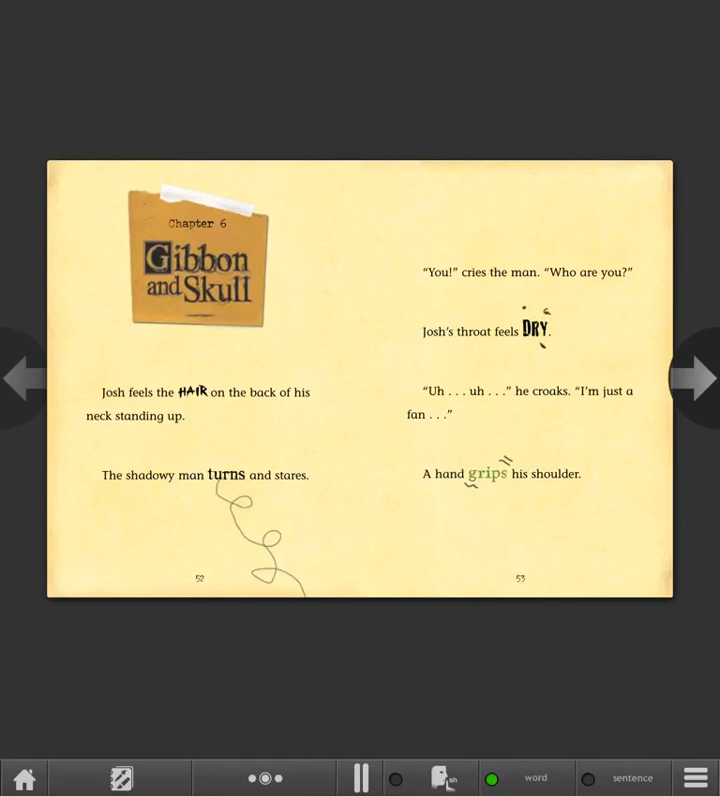 Chapter 6
Gibbon
and Skull
Josh feels the HAIR on the back of his
neck standing up.
The shadowy man turns and stares.
52
“You!” cries the man. “Who are you?”
Josh’s throat feels DRY.
“Uh . . . uh . . .” he croaks. “I’m just a
fan . . .”
A hand grips his shoulder.
53
sh
word
sentence